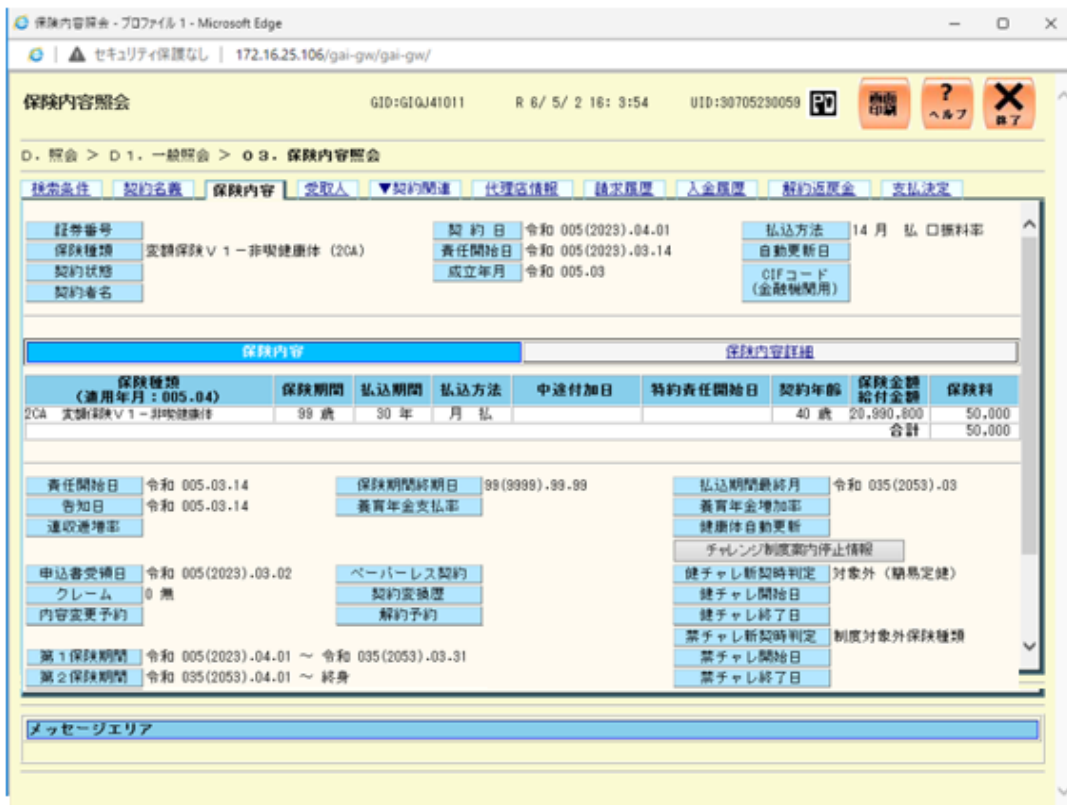 保険内容照会 - プロファイル 1 - Microsoft Edge
セキュリティ保護なし | 172.16.25.106/gai-gw/gai-gw/
保険内容照会 GID:GIQJ41011 R 6/ 5/ 2 16: 3:54 UID:30705230059 画面印刷 ? ヘルプ 終了
D. 照会 > D1. 一般照会 > 03. 保険内容照会
検索条件 契約名義 保険内容 受取人 ▼契約関連 代理店情報 請求履歴 入金履歴 解約返戻金 支払決定
証券番号 契約日 令和 005(2023).04.01 払込方法 14 月 払 口振料率
保険種類 変額保険V1-非喫健康体 (2CA) 責任開始日 令和 005(2023).03.14 自動更新日
契約状態 成立年月 令和 005.03 CIFコード
契約者名 (金融機関用)
保険内容 保険内容詳細
保険種類 (適用年月:005.04) 保険期間 払込期間 払込方法 中途付加日 特約責任開始日 契約年齢 保険金額 給付金額 保険料
2CA 変額保険V1-非喫健康体 99 歳 30 年 月 払 40 歳 20,990,800 50,000
合計 50,000
責任開始日 令和 005.03.14 保険期間終期日 99(9999).99.99 払込期間最終月 令和 035(2053).03
告知日 令和 005.03.14 養育年金支払率 養育年金増加率
逓収逓増率 健康体自動更新
チャレンジ制度案内停止情報
申込書受領日 令和 005(2023).03.02 ペーパーレス契約 健チャレ新契時判定 対象外 (簡易定健)
クレーム 0 無 契約変換歴 健チャレ開始日
内容変更予約 解約予約 健チャレ終了日
禁チャレ新契時判定 制度対象外保険種類
第1保険期間 令和 005(2023).04.01 ~ 令和 035(2053).03.31 禁チャレ開始日
第2保険期間 令和 035(2053).04.01 ~ 終身 禁チャレ終了日
メッセージエリア